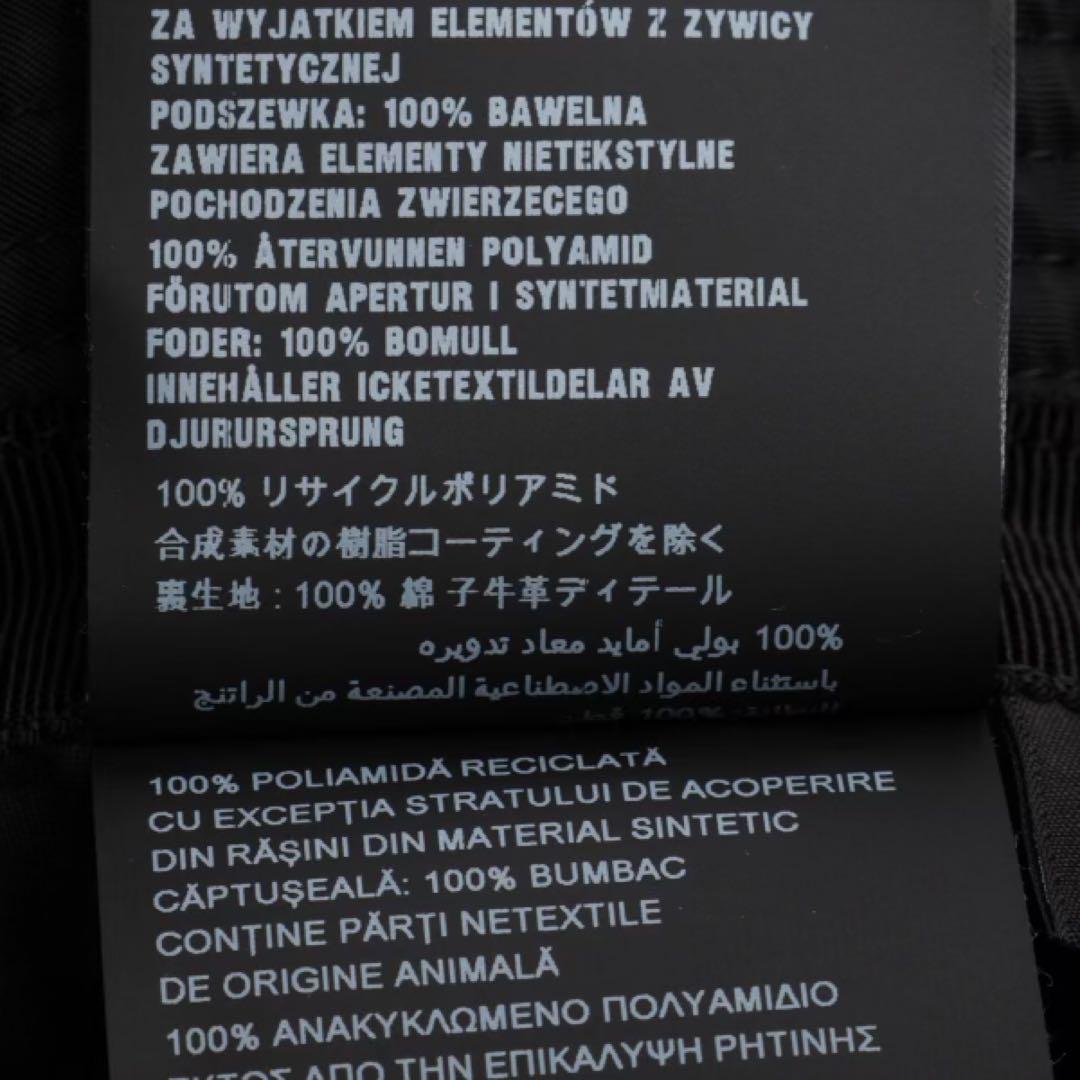 ZA WYJATKIEM ELEMENTÓW Z ZYWICY
SYNTETYCZNEJ
PODSZEWKA: 100% BAWELNA
ZAWIERA ELEMENTY NIETEKSTYLNE
POCHODZENIA ZWIERZECEGO
100% ÅTERVUNNEN POLYAMID
FÖRUTOM APERTUR I SYNTETMATERIAL
FODER: 100% BOMULL
INNEHÅLLER ICKETEXTILDELAR AV
DJURURSPRUNG
100% リサイクルポリアミド
合成素材の樹脂コーティングを除く
裏生地 : 100% 綿 子牛革ディテール
100% بولي أمايد معاد تدويره
باستثناء المواد الاصطناعية المصنعة من الراتنج
100% قطن
100% POLIAMIDĂ RECICLATĂ
CU EXCEPȚIA STRATULUI DE ACOPERIRE
DIN RĂȘINI DIN MATERIAL SINTETIC
CĂPTUȘEALĂ: 100% BUMBAC
CONȚINE PĂRȚI NETEXTILE
DE ORIGINE ANIMALĂ
100% ΑΝΑΚΥΚΛΩΜΕΝΟ ΠΟΛΥΑΜΙΔΙΟ
ΕΚΤΟΣ ΑΠΟ ΤΗΝ ΕΠΙΚΑΛΥΨΗ ΡΗΤΙΝΗΣ